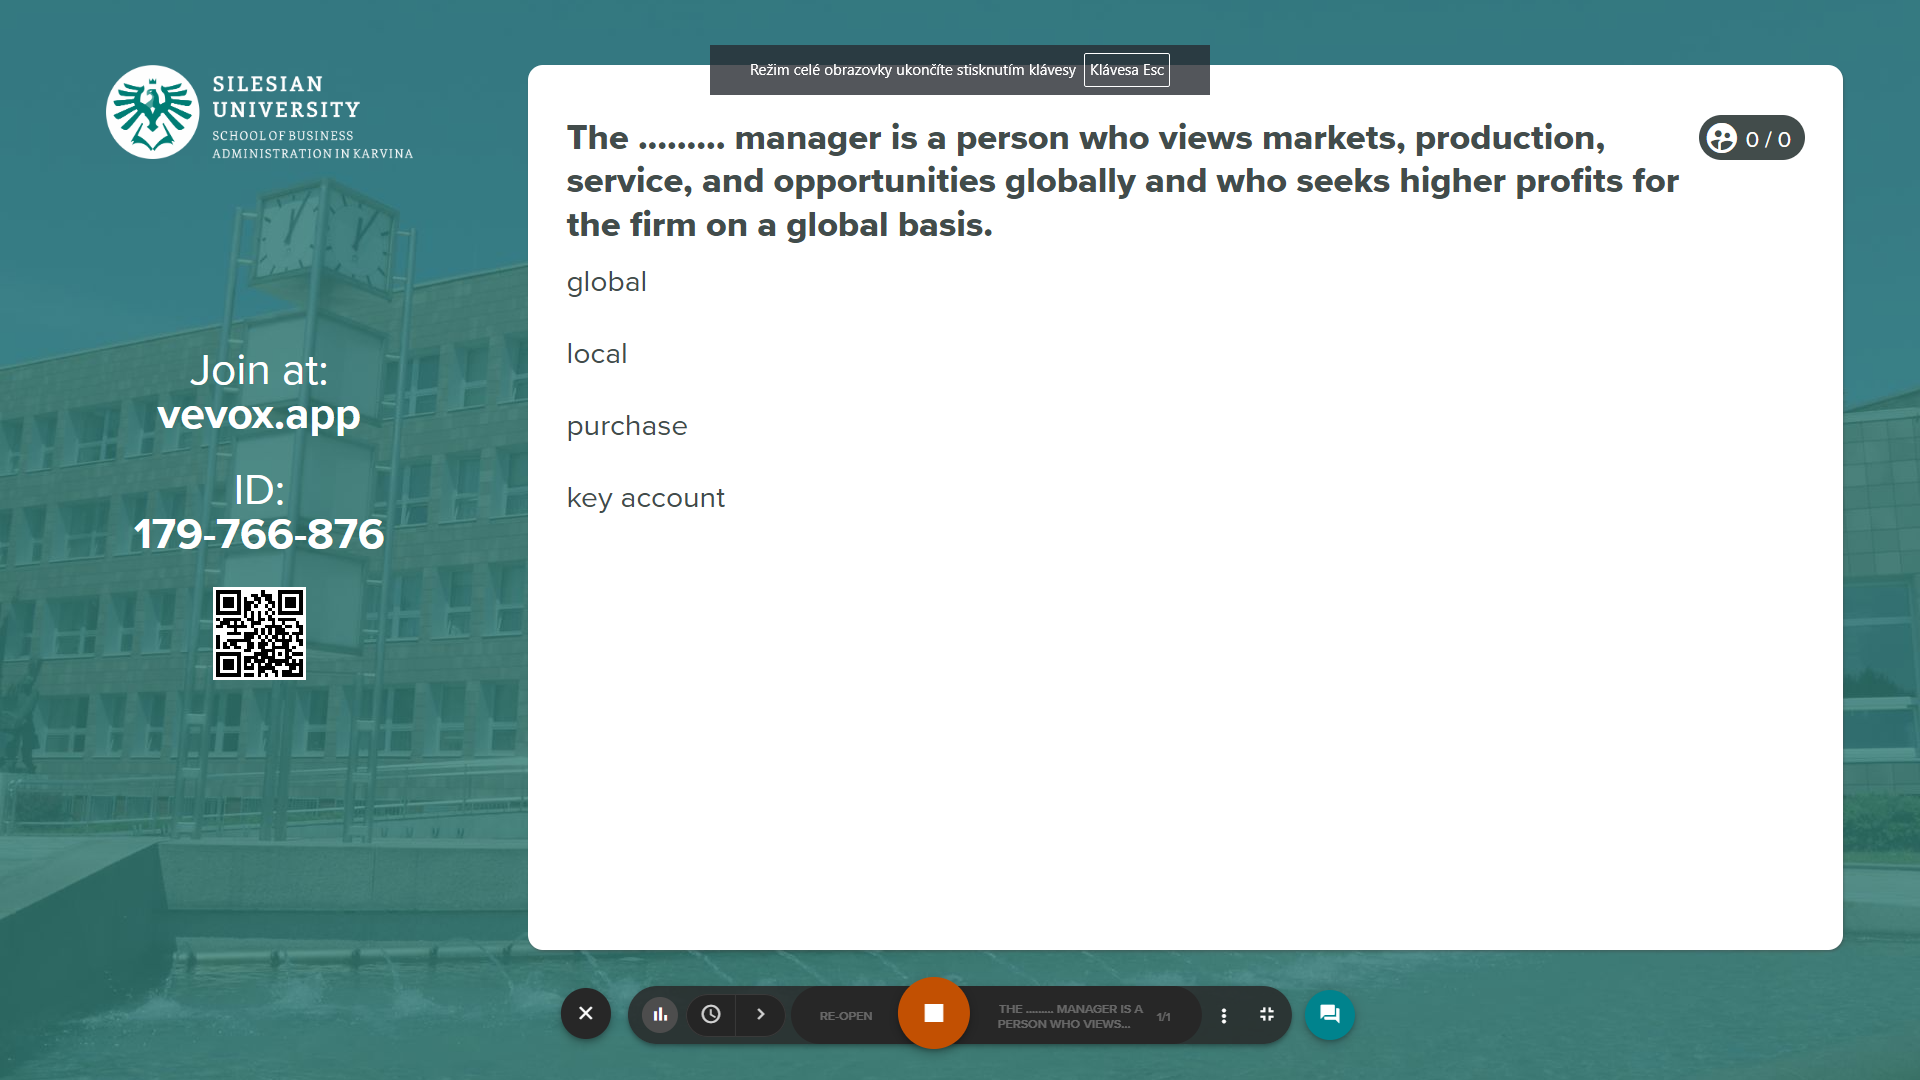 Režim celé obrazovky ukončíte stisknutím klávesy Klávesa Esc
SILESIAN
UNIVERSITY
SCHOOL OF BUSINESS
ADMINISTRATION IN KARVINA
Join at:
vevox.app
ID:
179-766-876
The ......... manager is a person who views markets, production,
service, and opportunities globally and who seeks higher profits for
the firm on a global basis.
0 / 0
global
local
purchase
key account
RE-OPEN
THE ......... MANAGER IS A
PERSON WHO VIEWS...
1/1